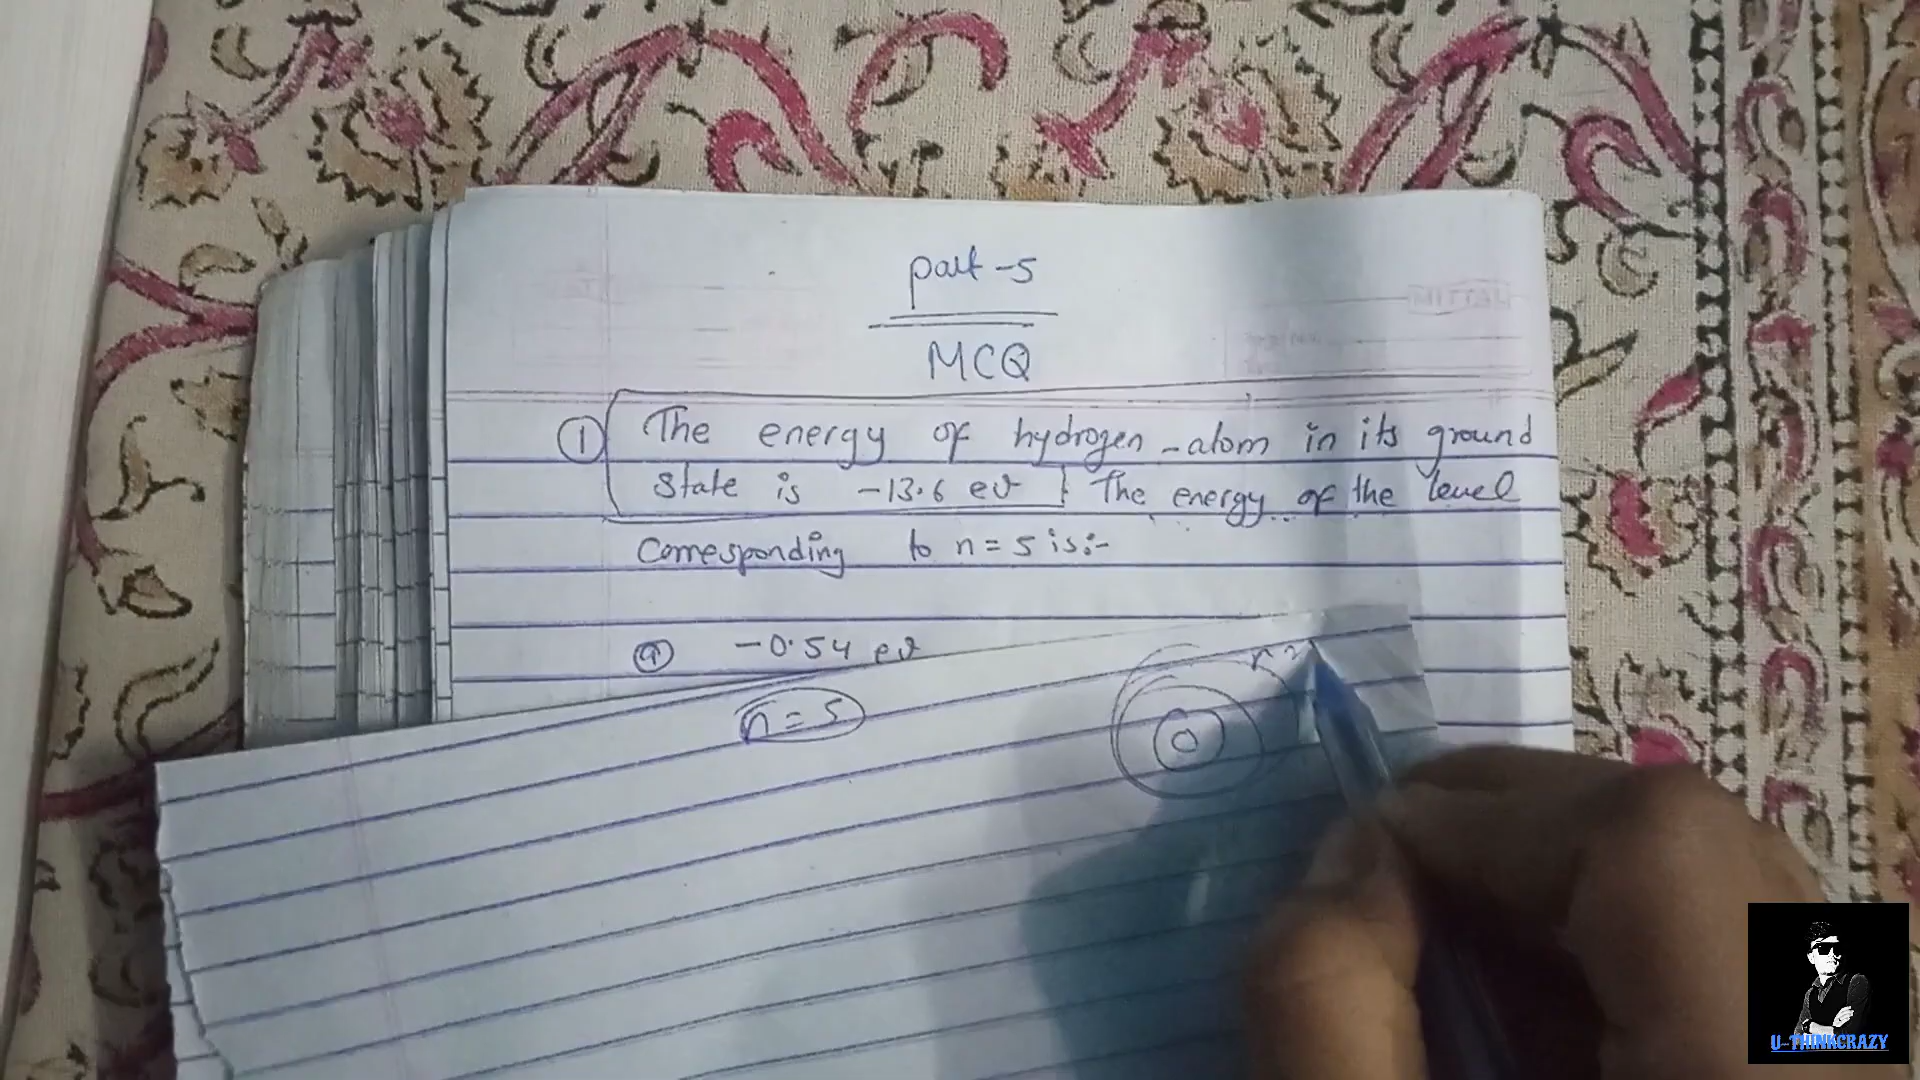 part-5
MCQ
① The energy of hydrogen-atom in its ground
state is -13.6 ev. The energy of the level
Corresponding to n=5 is:-
ⓐ -0.54 ev
n=5
U-THINKCRAZY